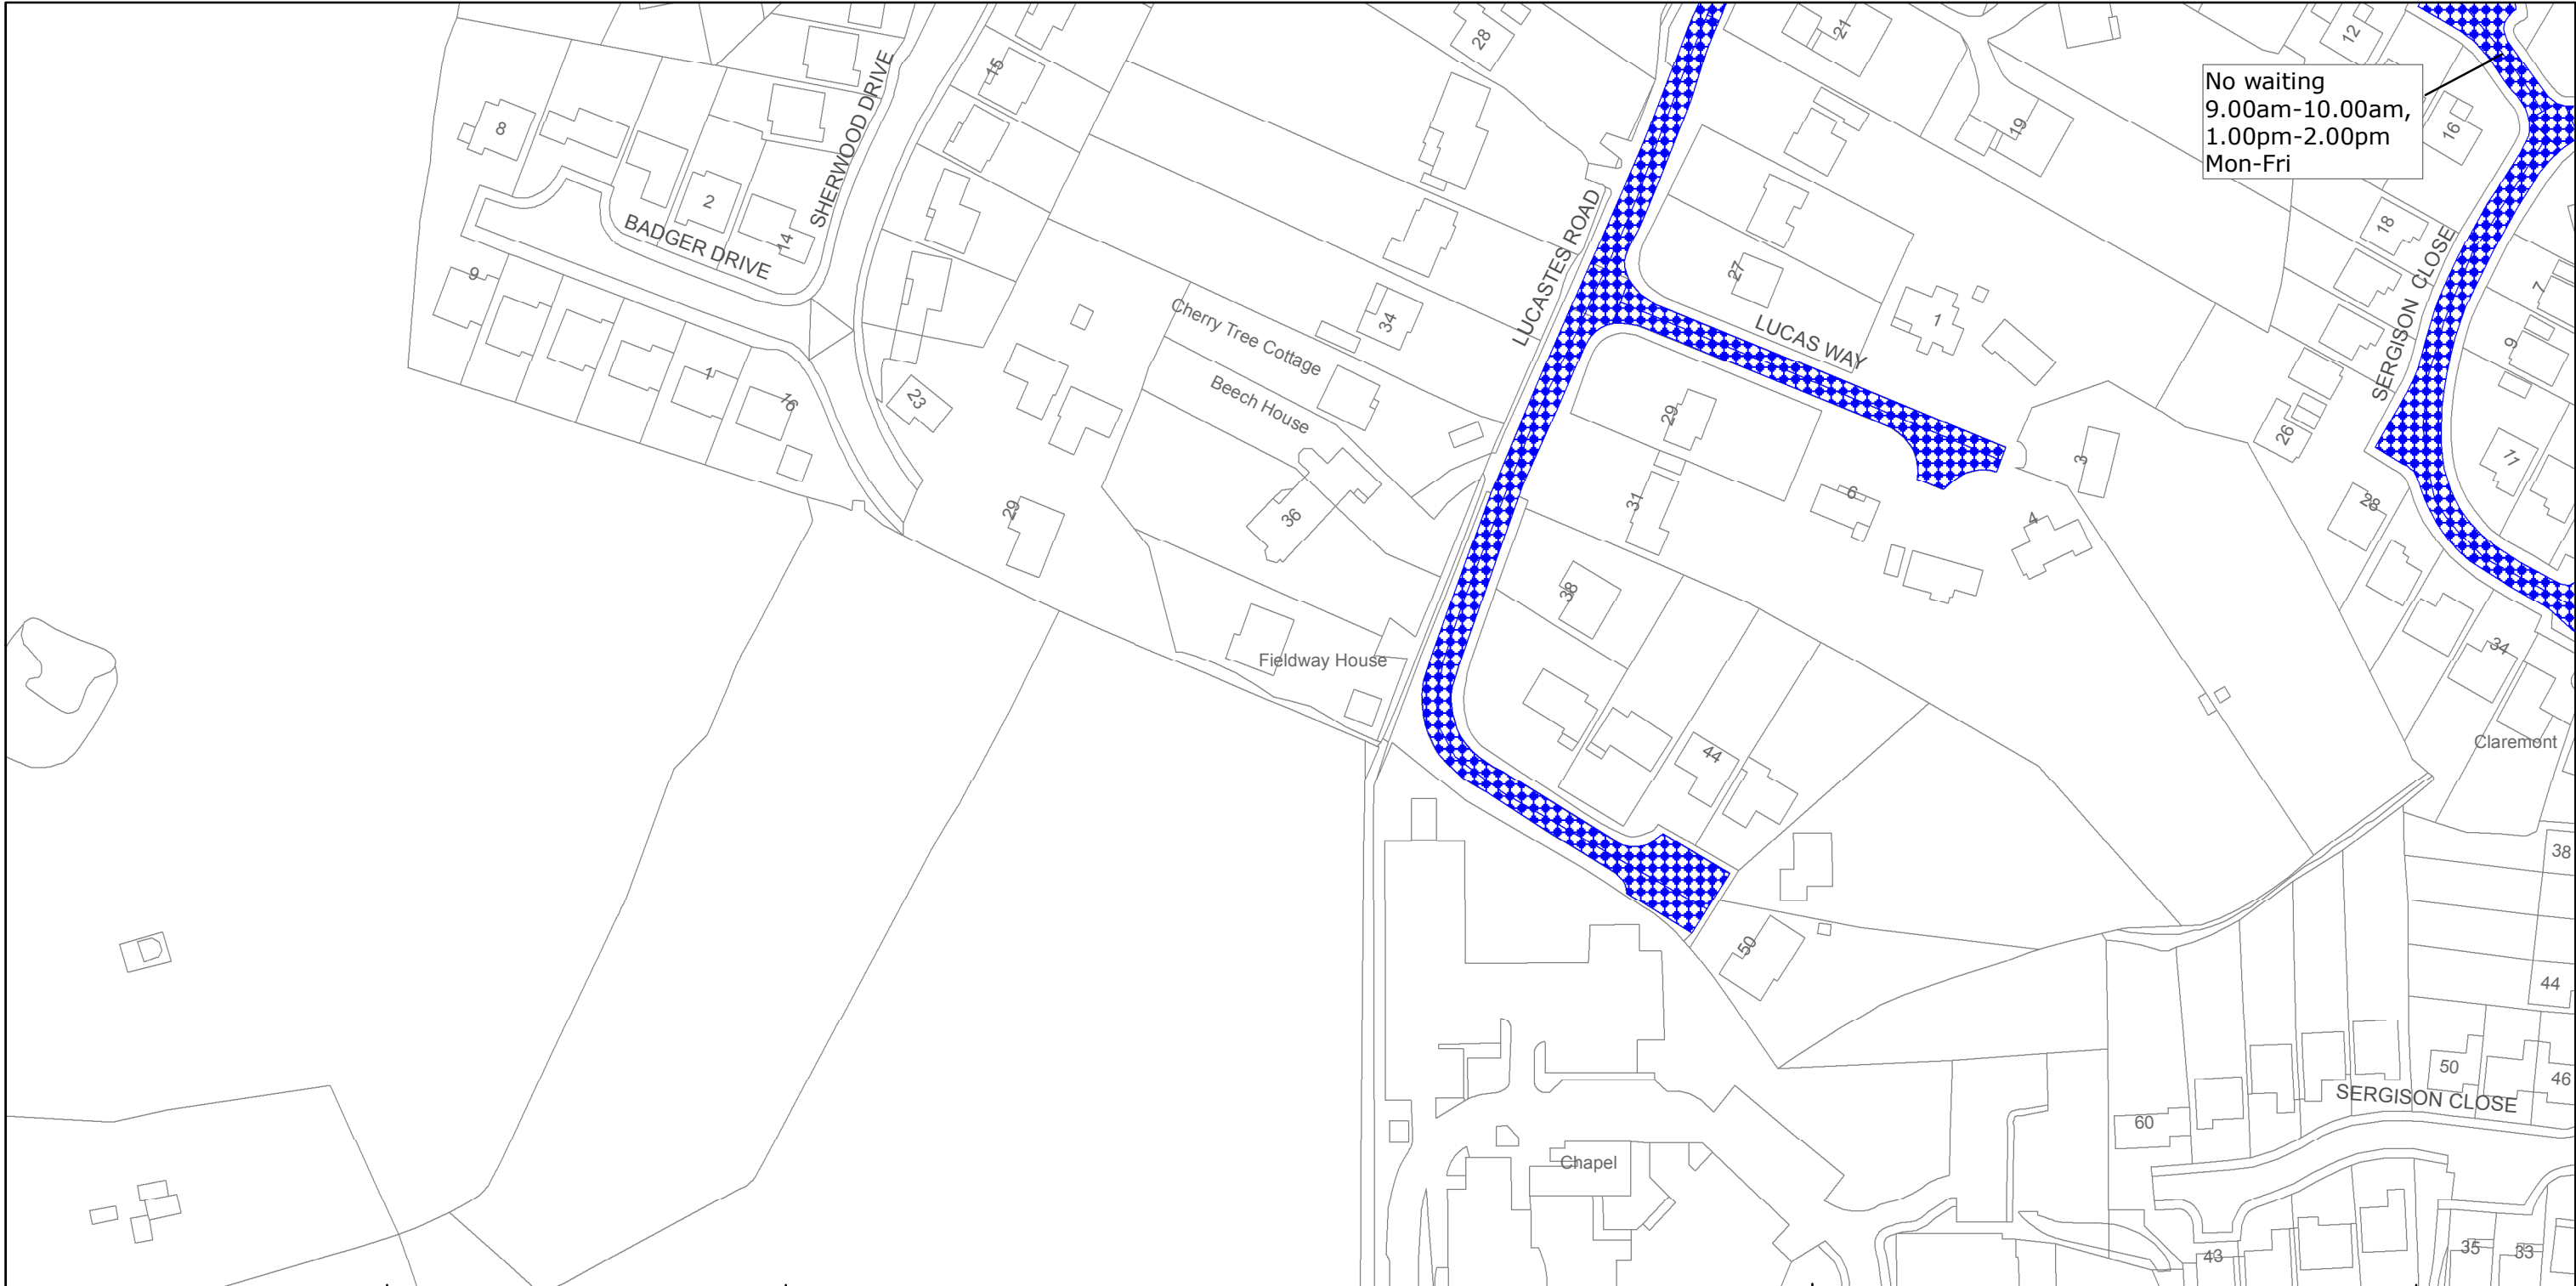 No waiting
9.00am-10.00am,
1.00pm-2.00pm
Mon-Fri
28
21
12
15
8
19
16
SHERWOOD DRIVE
2
14
BADGER DRIVE
18
LUCASTES ROAD
SERGISON CLOSE
9
27
7
Cherry Tree Cottage
34
1
LUCAS WAY
9
Beech House
1
16
23
29
26
3
11
6
31
28
29
36
4
38
34
Fieldway House
44
Claremont
38
50
44
50
46
SERGISON CLOSE
60
Chapel
43
35
33